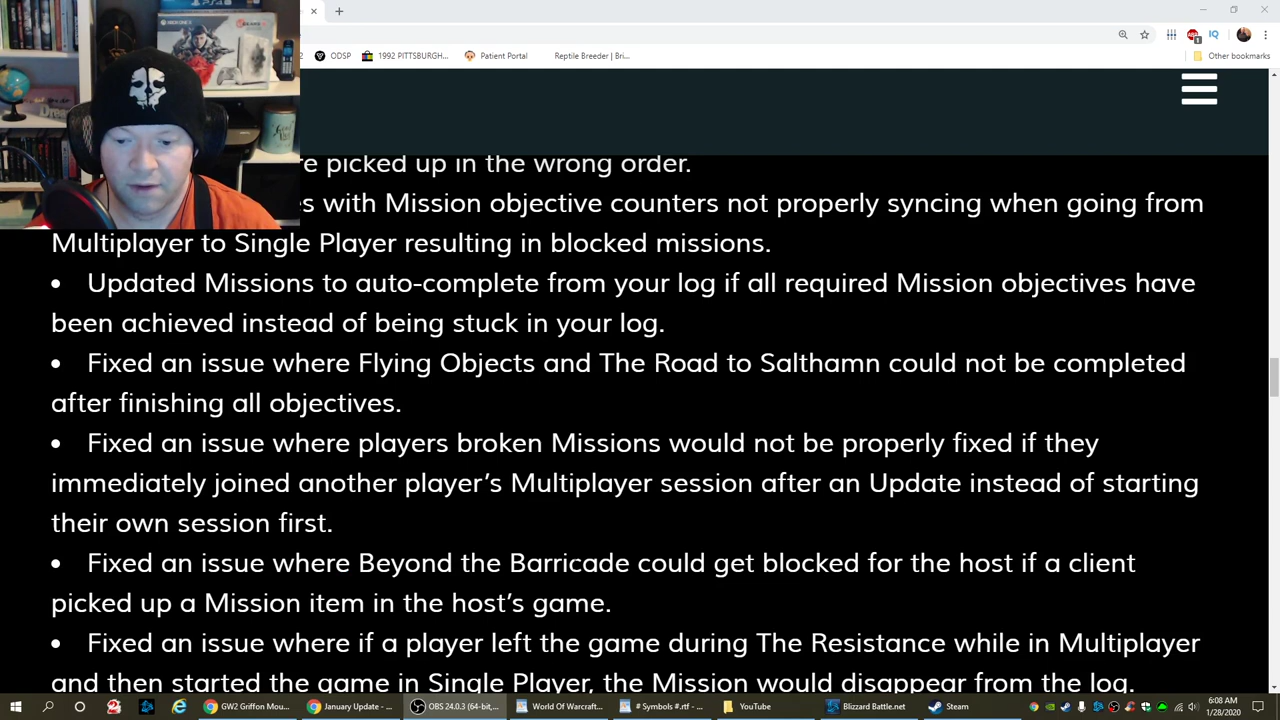 ODSP
1992 PITTSBURGH...
Patient Portal
Reptile Breeder | Bri...
Other bookmarks
picked up in the wrong order.
with Mission objective counters not properly syncing when going from
Multiplayer to Single Player resulting in blocked missions.
• Updated Missions to auto-complete from your log if all required Mission objectives have
been achieved instead of being stuck in your log.
• Fixed an issue where Flying Objects and The Road to Salthamn could not be completed
after finishing all objectives.
• Fixed an issue where players broken Missions would not be properly fixed if they
immediately joined another player’s Multiplayer session after an Update instead of starting
their own session first.
• Fixed an issue where Beyond the Barricade could get blocked for the host if a client
picked up a Mission item in the host’s game.
• Fixed an issue where if a player left the game during The Resistance while in Multiplayer
and then started the game in Single Player, the Mission would disappear from the log.
GW2 Griffon Mou...
January Update - ...
OBS 24.0.3 (64-bit,...
World Of Warcraft...
# Symbols #.rtf - ...
YouTube
Blizzard Battle.net
Steam
6:08 AM
1/28/2020